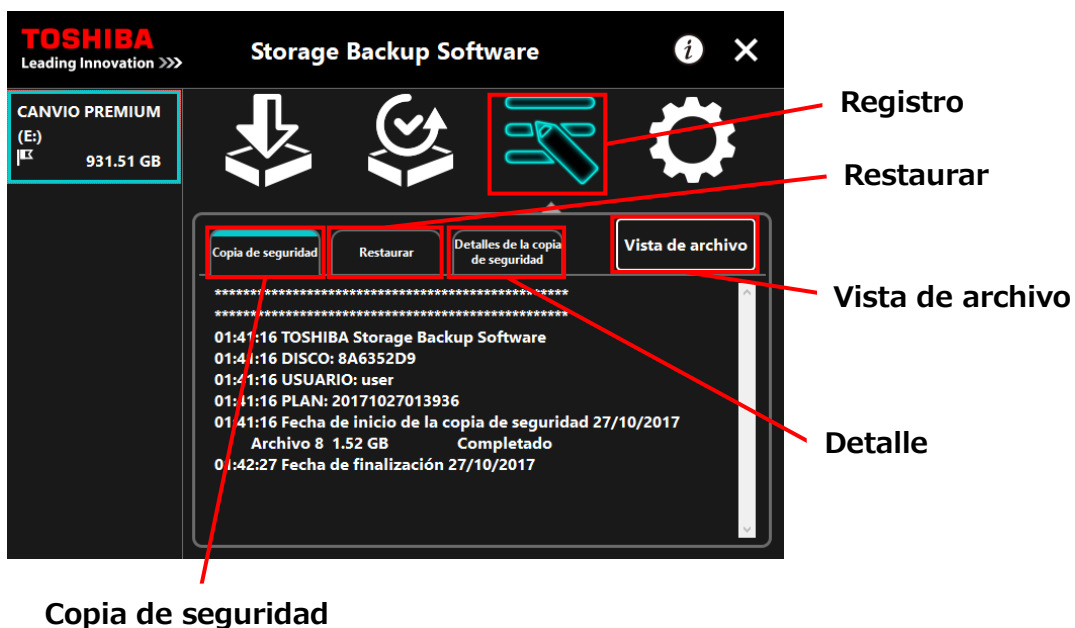 TOSHIBA
Leading Innovation >>>
Storage Backup Software
i
CANVIO PREMIUM
(E:)
931.51 GB
Registro
Restaurar
Copia de seguridad
Restaurar
Detalles de la copia
de seguridad
Vista de archivo
Vista de archivo
**************************************************
**************************************************
01:41:16 TOSHIBA Storage Backup Software
01:41:16 DISCO: 8A6352D9
01:41:16 USUARIO: user
01:41:16 PLAN: 20171027013936
01:41:16 Fecha de inicio de la copia de seguridad 27/10/2017
Archivo 8 1.52 GB Completado
01:42:27 Fecha de finalización 27/10/2017
Detalle
Copia de seguridad